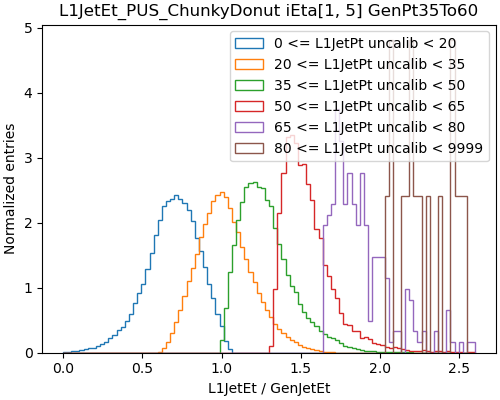 L1JetEt_PUS_ChunkyDonut iEta[1, 5] GenPt35To60
0 <= L1JetPt uncalib < 20
20 <= L1JetPt uncalib < 35
35 <= L1JetPt uncalib < 50
50 <= L1JetPt uncalib < 65
65 <= L1JetPt uncalib < 80
80 <= L1JetPt uncalib < 9999
Normalized entries
5
4
3
2
1
0
0.0 0.5 1.0 1.5 2.0 2.5
L1JetEt / GenJetEt